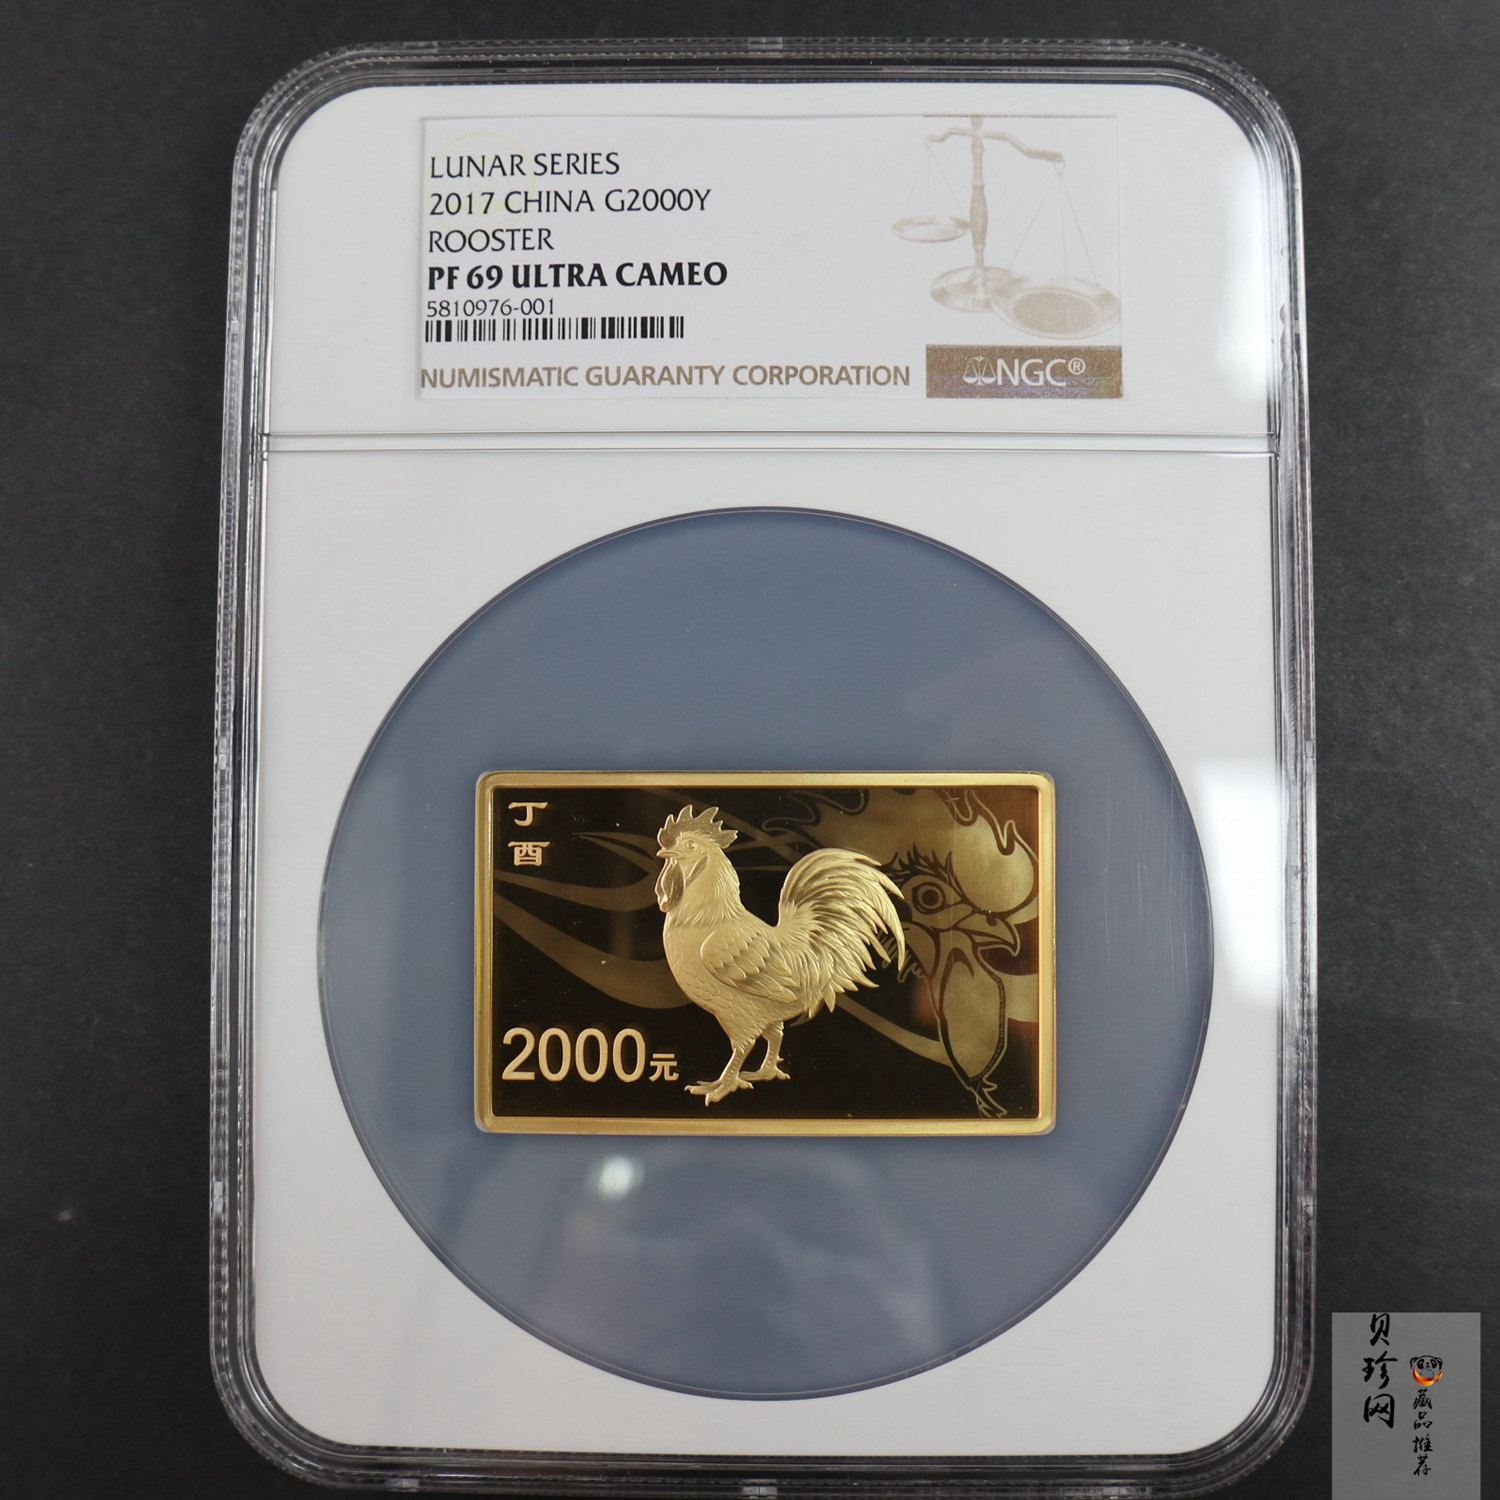 LUNAR SERIES
2017 CHINA G2000Y
ROOSTER
PF 69 ULTRA CAMEO
5810976-001
NUMISMATIC GUARANTY CORPORATION
NGC®
丁
酉
2000元
贝珍网
藏品推荐